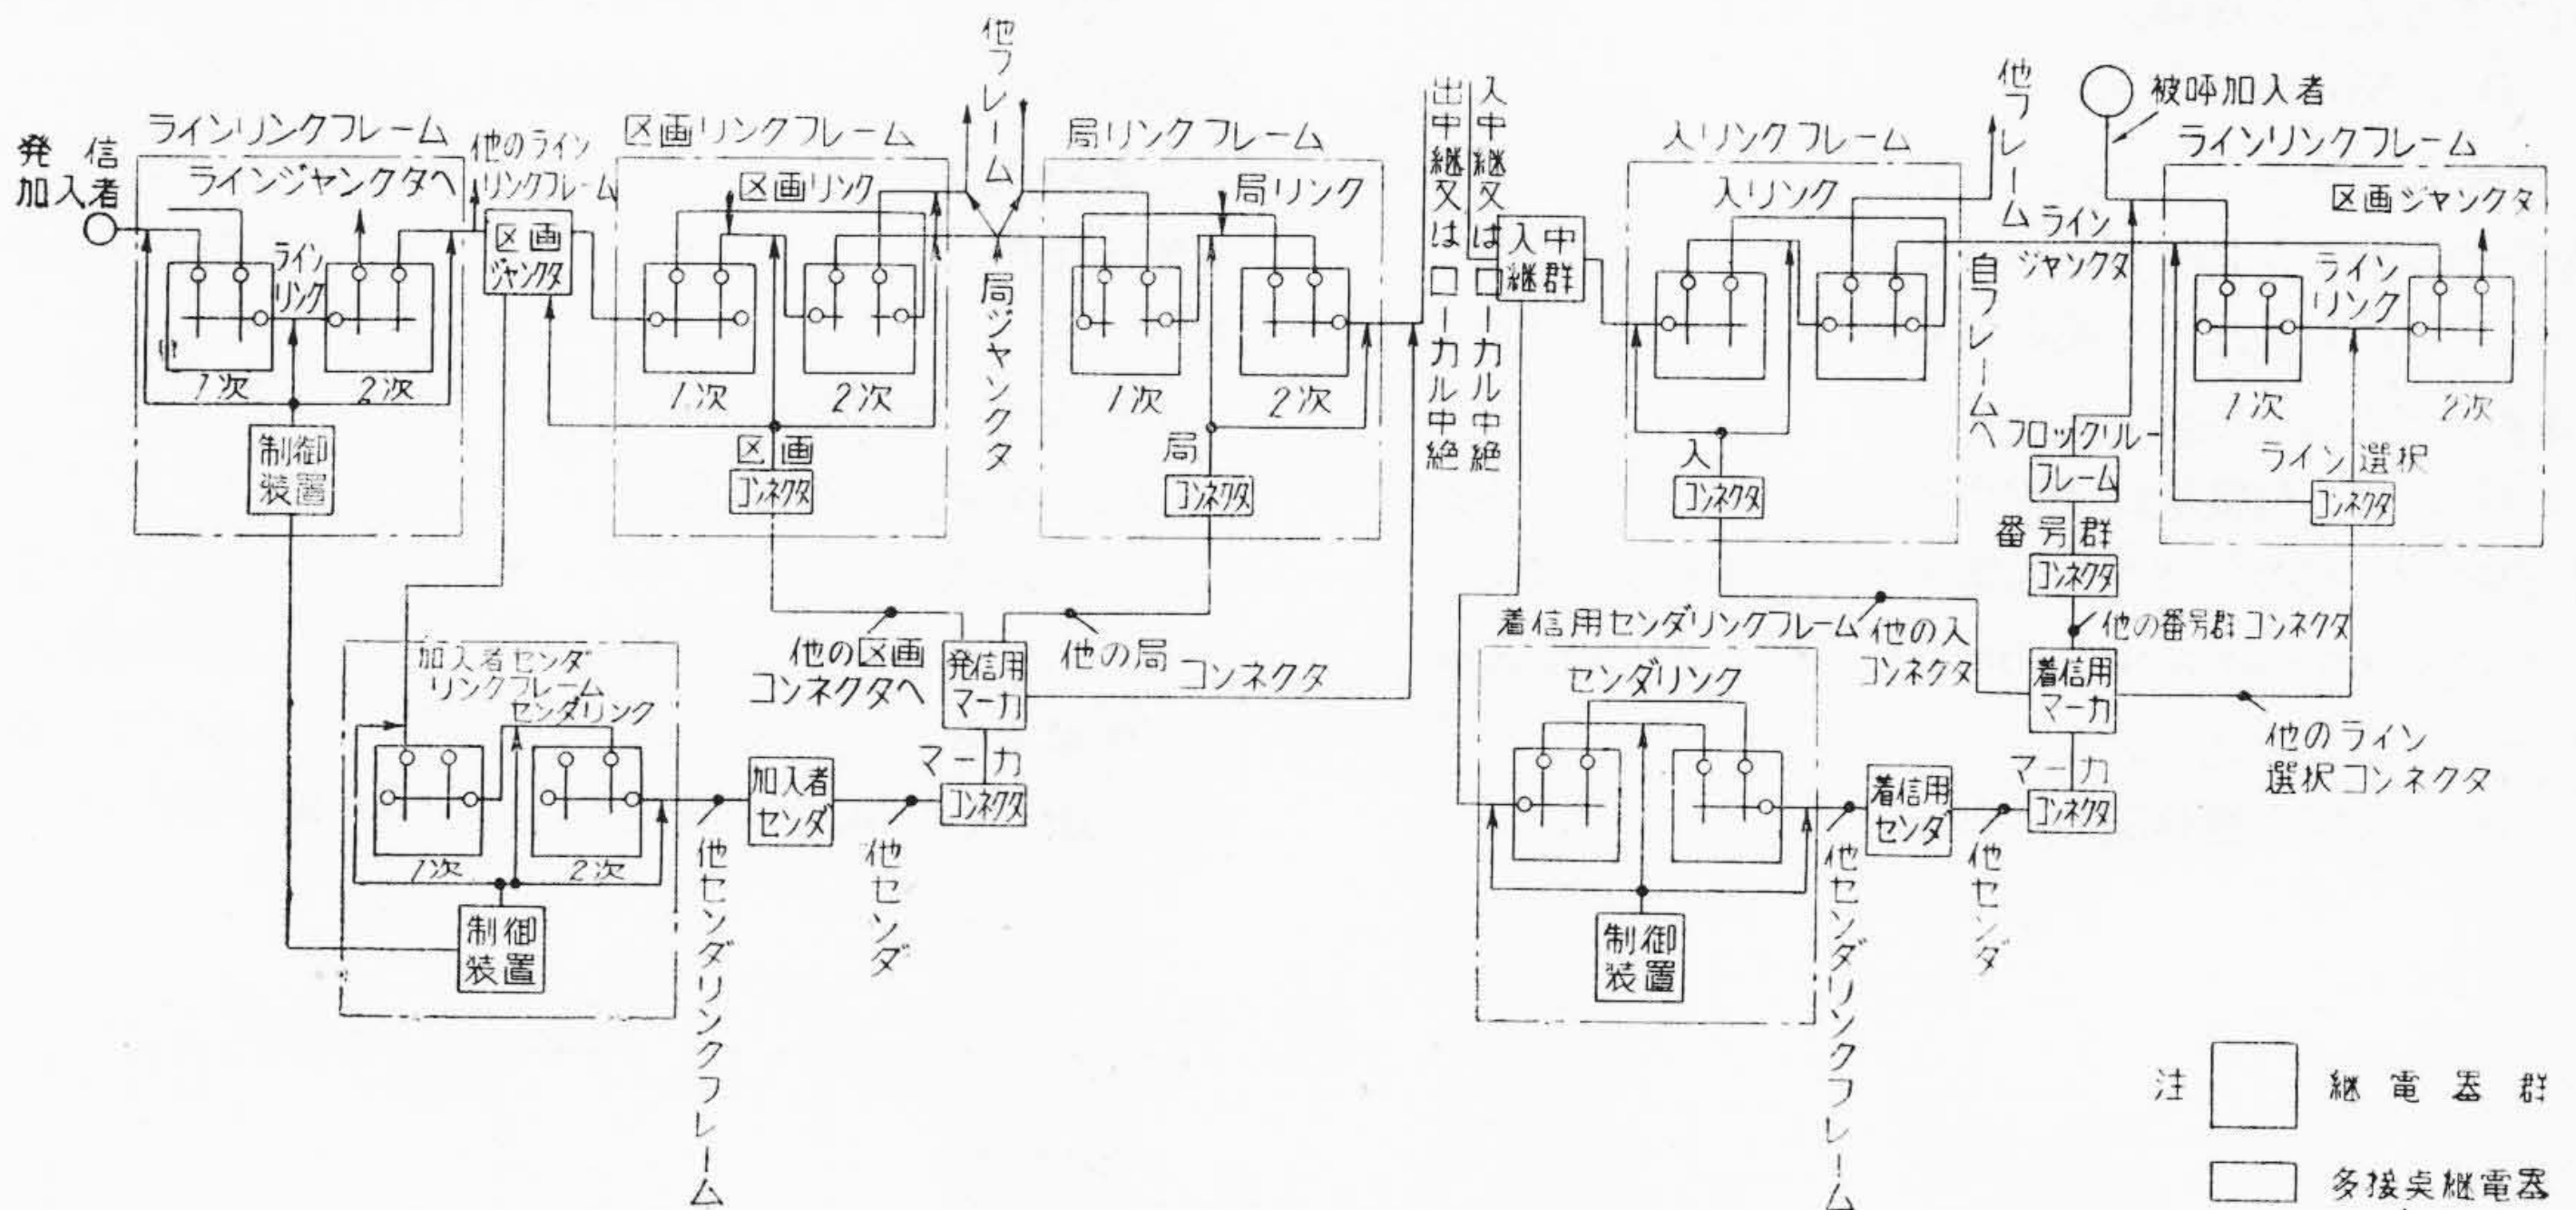 発信
加入者
ラインリンクフレーム
ラインジャンクタへ
ライン
リンク
1次
2次
制御
装置
他のライン
リンクフレーム
区画
ジャンクタ
区画リンクフレーム
区画リンク
1次
2次
区画
コンネクタ
他フレーム
局ジャンクタ
局リンクフレーム
局リンク
1次
2次
局
コンネクタ
出中継又はローカル中絶
入中継又はローカル中絶
入中
継群
入リンクフレーム
入リンク
入
コンネクタ
他フレーム
自フレームへ
ライン
ジャンクタ
被呼加入者
ラインリンクフレーム
区画ジャンクタ
ライン
リンク
1次
2次
ライン選択
コンネクタ
フロックリレー
フレーム
番号群
コンネクタ
他の番号群コンネクタ
着信用
マーカ
他のライン
選択コンネクタ
マーカ
コンネクタ
他の入
コンネクタ
加入者センダ
リンクフレーム
センダリンク
1次
2次
制御
装置
他センダリンクフレーム
加入者
センダ
他センダ
他の区画
コンネクタへ
発信用
マーカ
他の局コンネクタ
マーカ
コンネクタ
着信用センダリンクフレーム
センダリンク
制御
装置
他センダリンクフレーム
着信用
センダ
他センダ
注
継電器群
多接点継電器